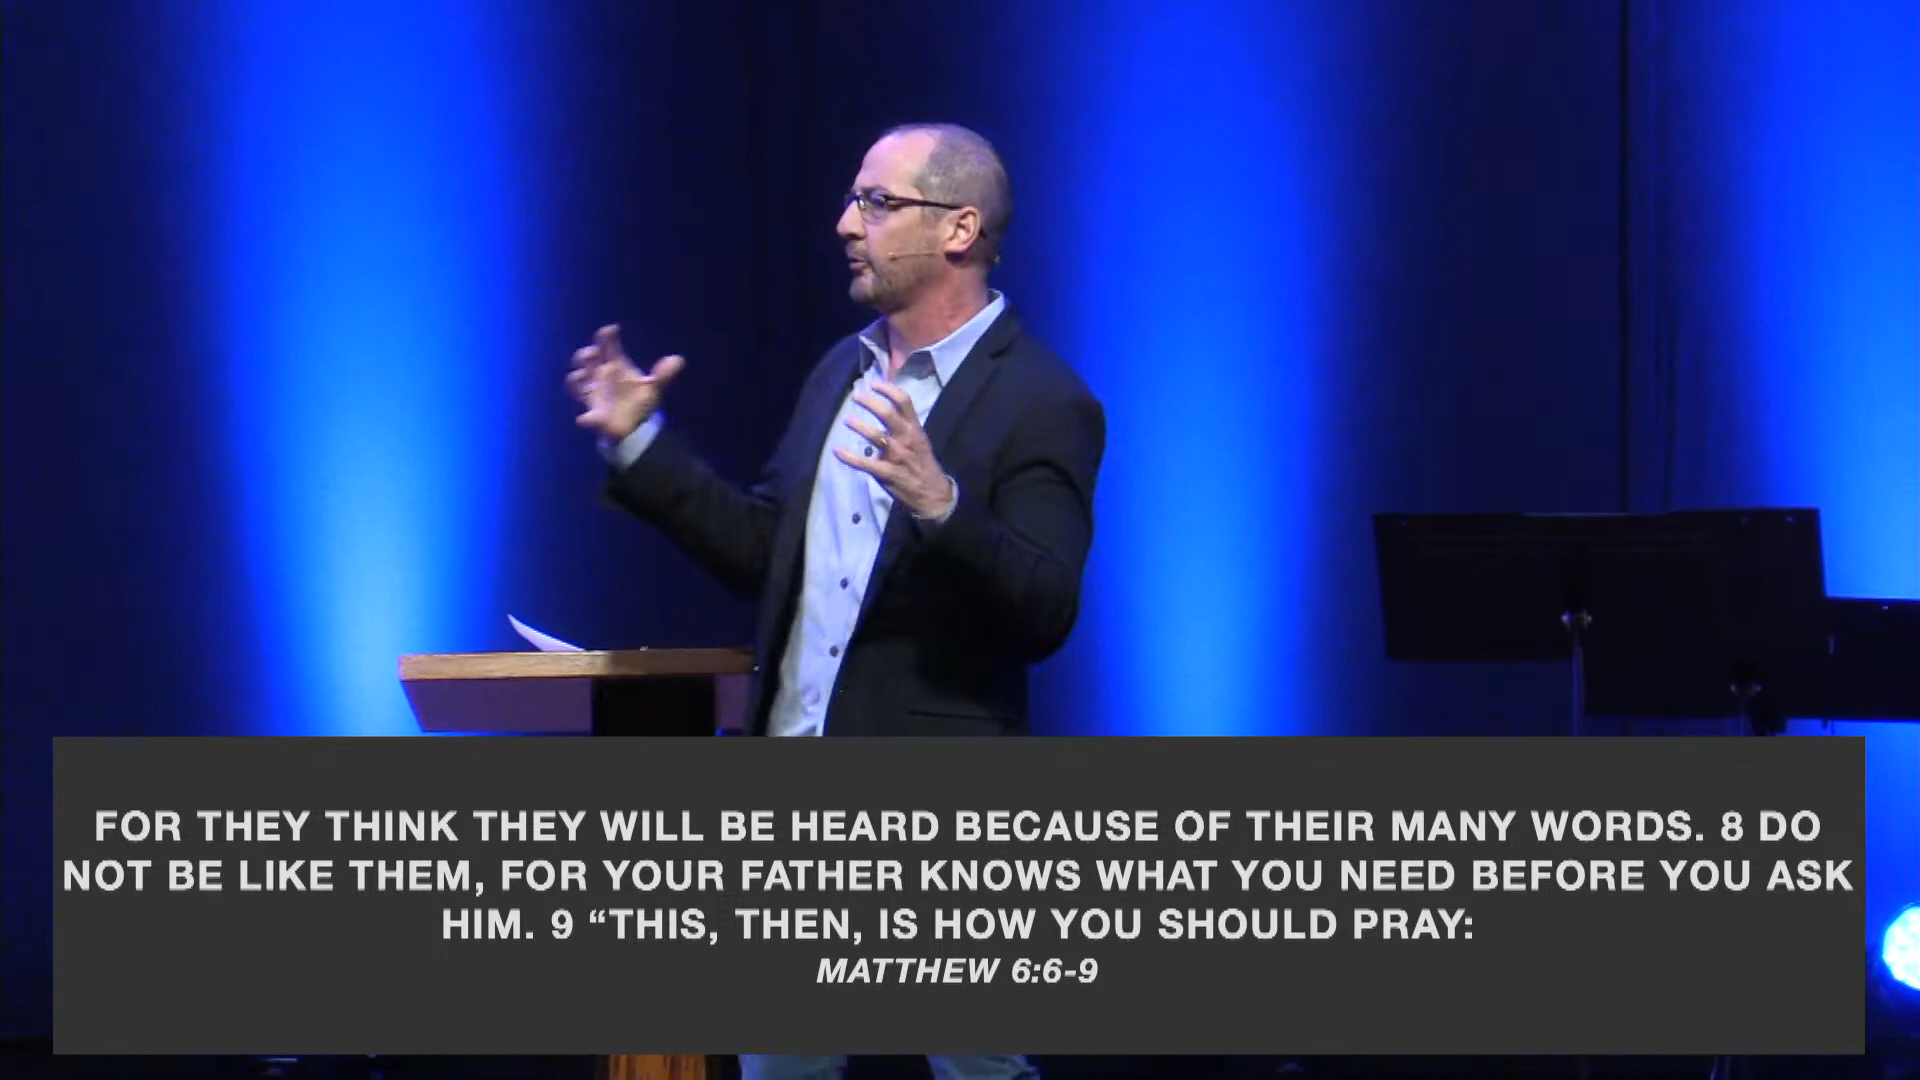 FOR THEY THINK THEY WILL BE HEARD BECAUSE OF THEIR MANY WORDS. 8 DO
NOT BE LIKE THEM, FOR YOUR FATHER KNOWS WHAT YOU NEED BEFORE YOU ASK
HIM. 9 “THIS, THEN, IS HOW YOU SHOULD PRAY:
MATTHEW 6:6-9